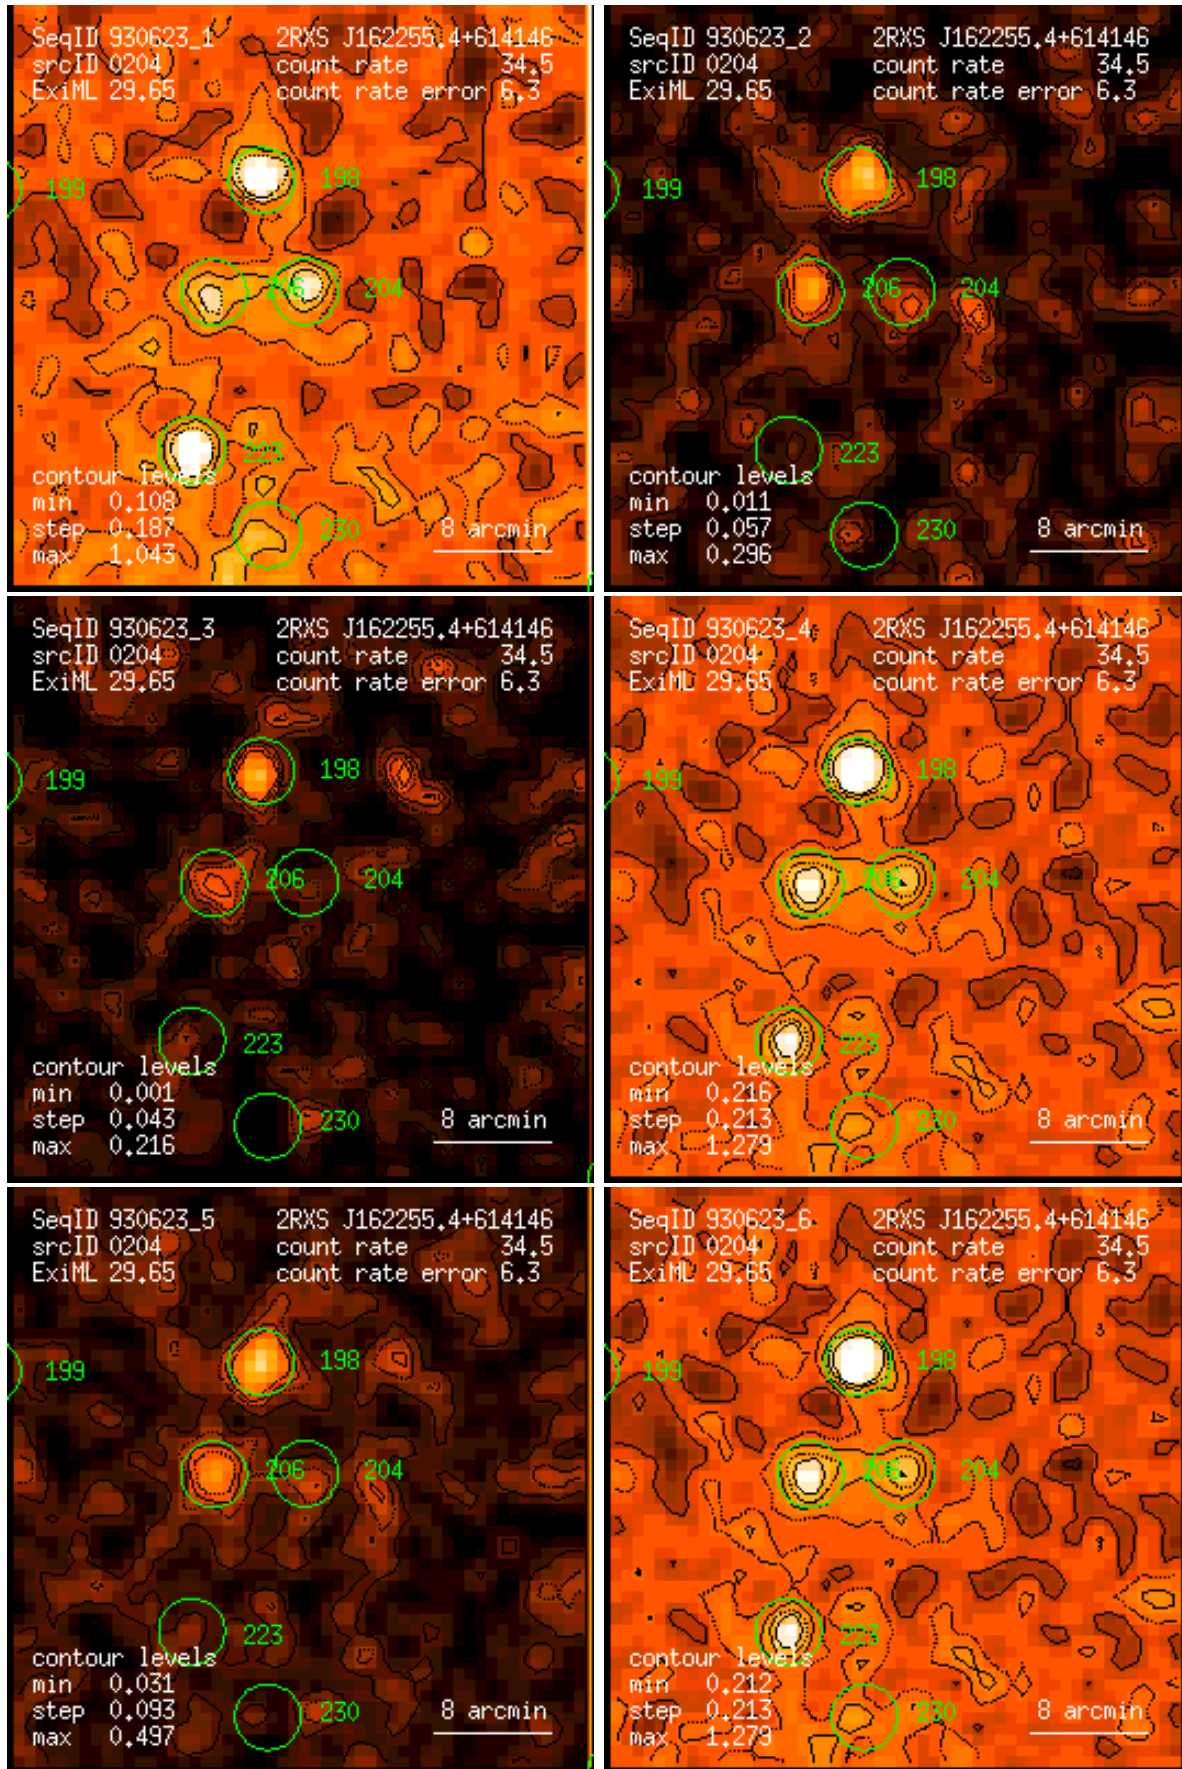 SeqID 930623_1 2RXS J162255.4+614146
srcID 0204 count rate 34.5
ExiML 29.65 count rate error 6.3
198
199
206 204
223
contour levels
min 0.108
step 0.187 230 8 arcmin
max 1.043
SeqID 930623_2 2RXS J162255.4+614146
srcID 0204 count rate 34.5
ExiML 29.65 count rate error 6.3
198
199
206 204
223
contour levels
min 0.011
step 0.057 230 8 arcmin
max 0.296
SeqID 930623_3 2RXS J162255.4+614146
srcID 0204 count rate 34.5
ExiML 29.65 count rate error 6.3
198
199
206 204
223
contour levels
min 0.001
step 0.043 230 8 arcmin
max 0.216
SeqID 930623_4 2RXS J162255.4+614146
srcID 0204 count rate 34.5
ExiML 29.65 count rate error 6.3
198
199
206 204
223
contour levels
min 0.216
step 0.213 230 8 arcmin
max 1.279
SeqID 930623_5 2RXS J162255.4+614146
srcID 0204 count rate 34.5
ExiML 29.65 count rate error 6.3
198
199
206 204
223
contour levels
min 0.031
step 0.093 230 8 arcmin
max 0.497
SeqID 930623_6 2RXS J162255.4+614146
srcID 0204 count rate 34.5
ExiML 29.65 count rate error 6.3
198
199
206 204
223
contour levels
min 0.212
step 0.213 230 8 arcmin
max 1.279